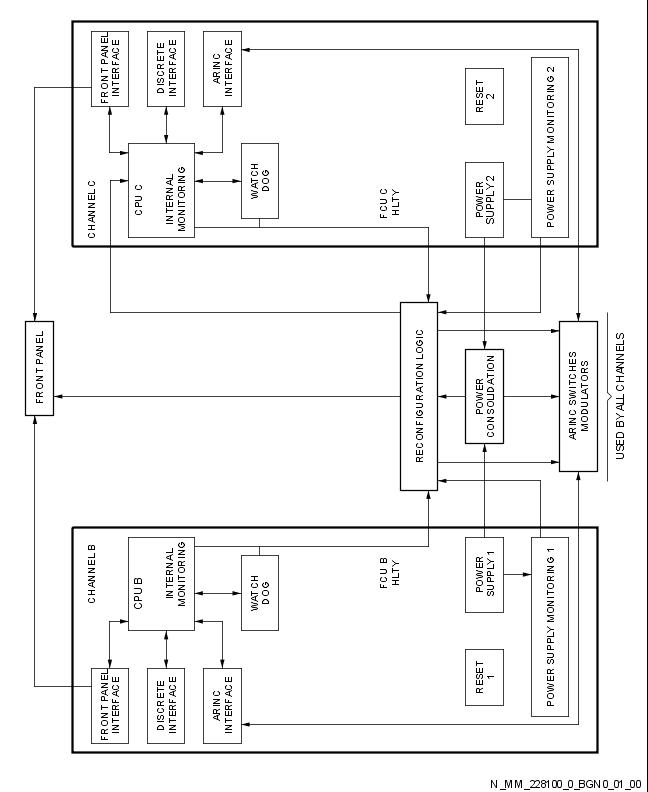 FRONT PANEL
CHANNEL B
FRONT PANEL
INTERFACE
DISCRETE
INTERFACE
ARINC
INTERFACE
CPU B
INTERNAL
MONITORING
WATCH
DOG
FCU B
HLTY
RESET
1
POWER
SUPPLY 1
POWER SUPPLY MONITORING 1
RECONFIGURATION LOGIC
POWER
CONSOLIDATION
ARINC SWITCHES
MODULATORS
USED BY ALL CHANNELS
CHANNEL C
CPU C
INTERNAL
MONITORING
FRONT PANEL
INTERFACE
DISCRETE
INTERFACE
ARINC
INTERFACE
WATCH
DOG
FCU C
HLTY
POWER
SUPPLY 2
RESET
2
POWER SUPPLY MONITORING 2
N_MM_228100_0_BGN0_01_00